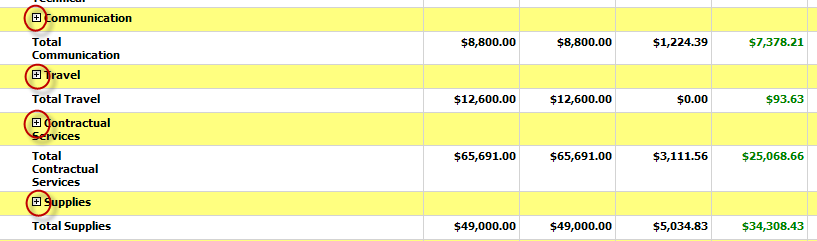 Technical
Communication
Total
Communication
$8,800.00 $8,800.00 $1,224.39 $7,378.21
Travel
Total Travel $12,600.00 $12,600.00 $0.00 $93.63
Contractual
Services
Total
Contractual
Services
$65,691.00 $65,691.00 $3,111.56 $25,068.66
Supplies
Total Supplies $49,000.00 $49,000.00 $5,034.83 $34,308.43